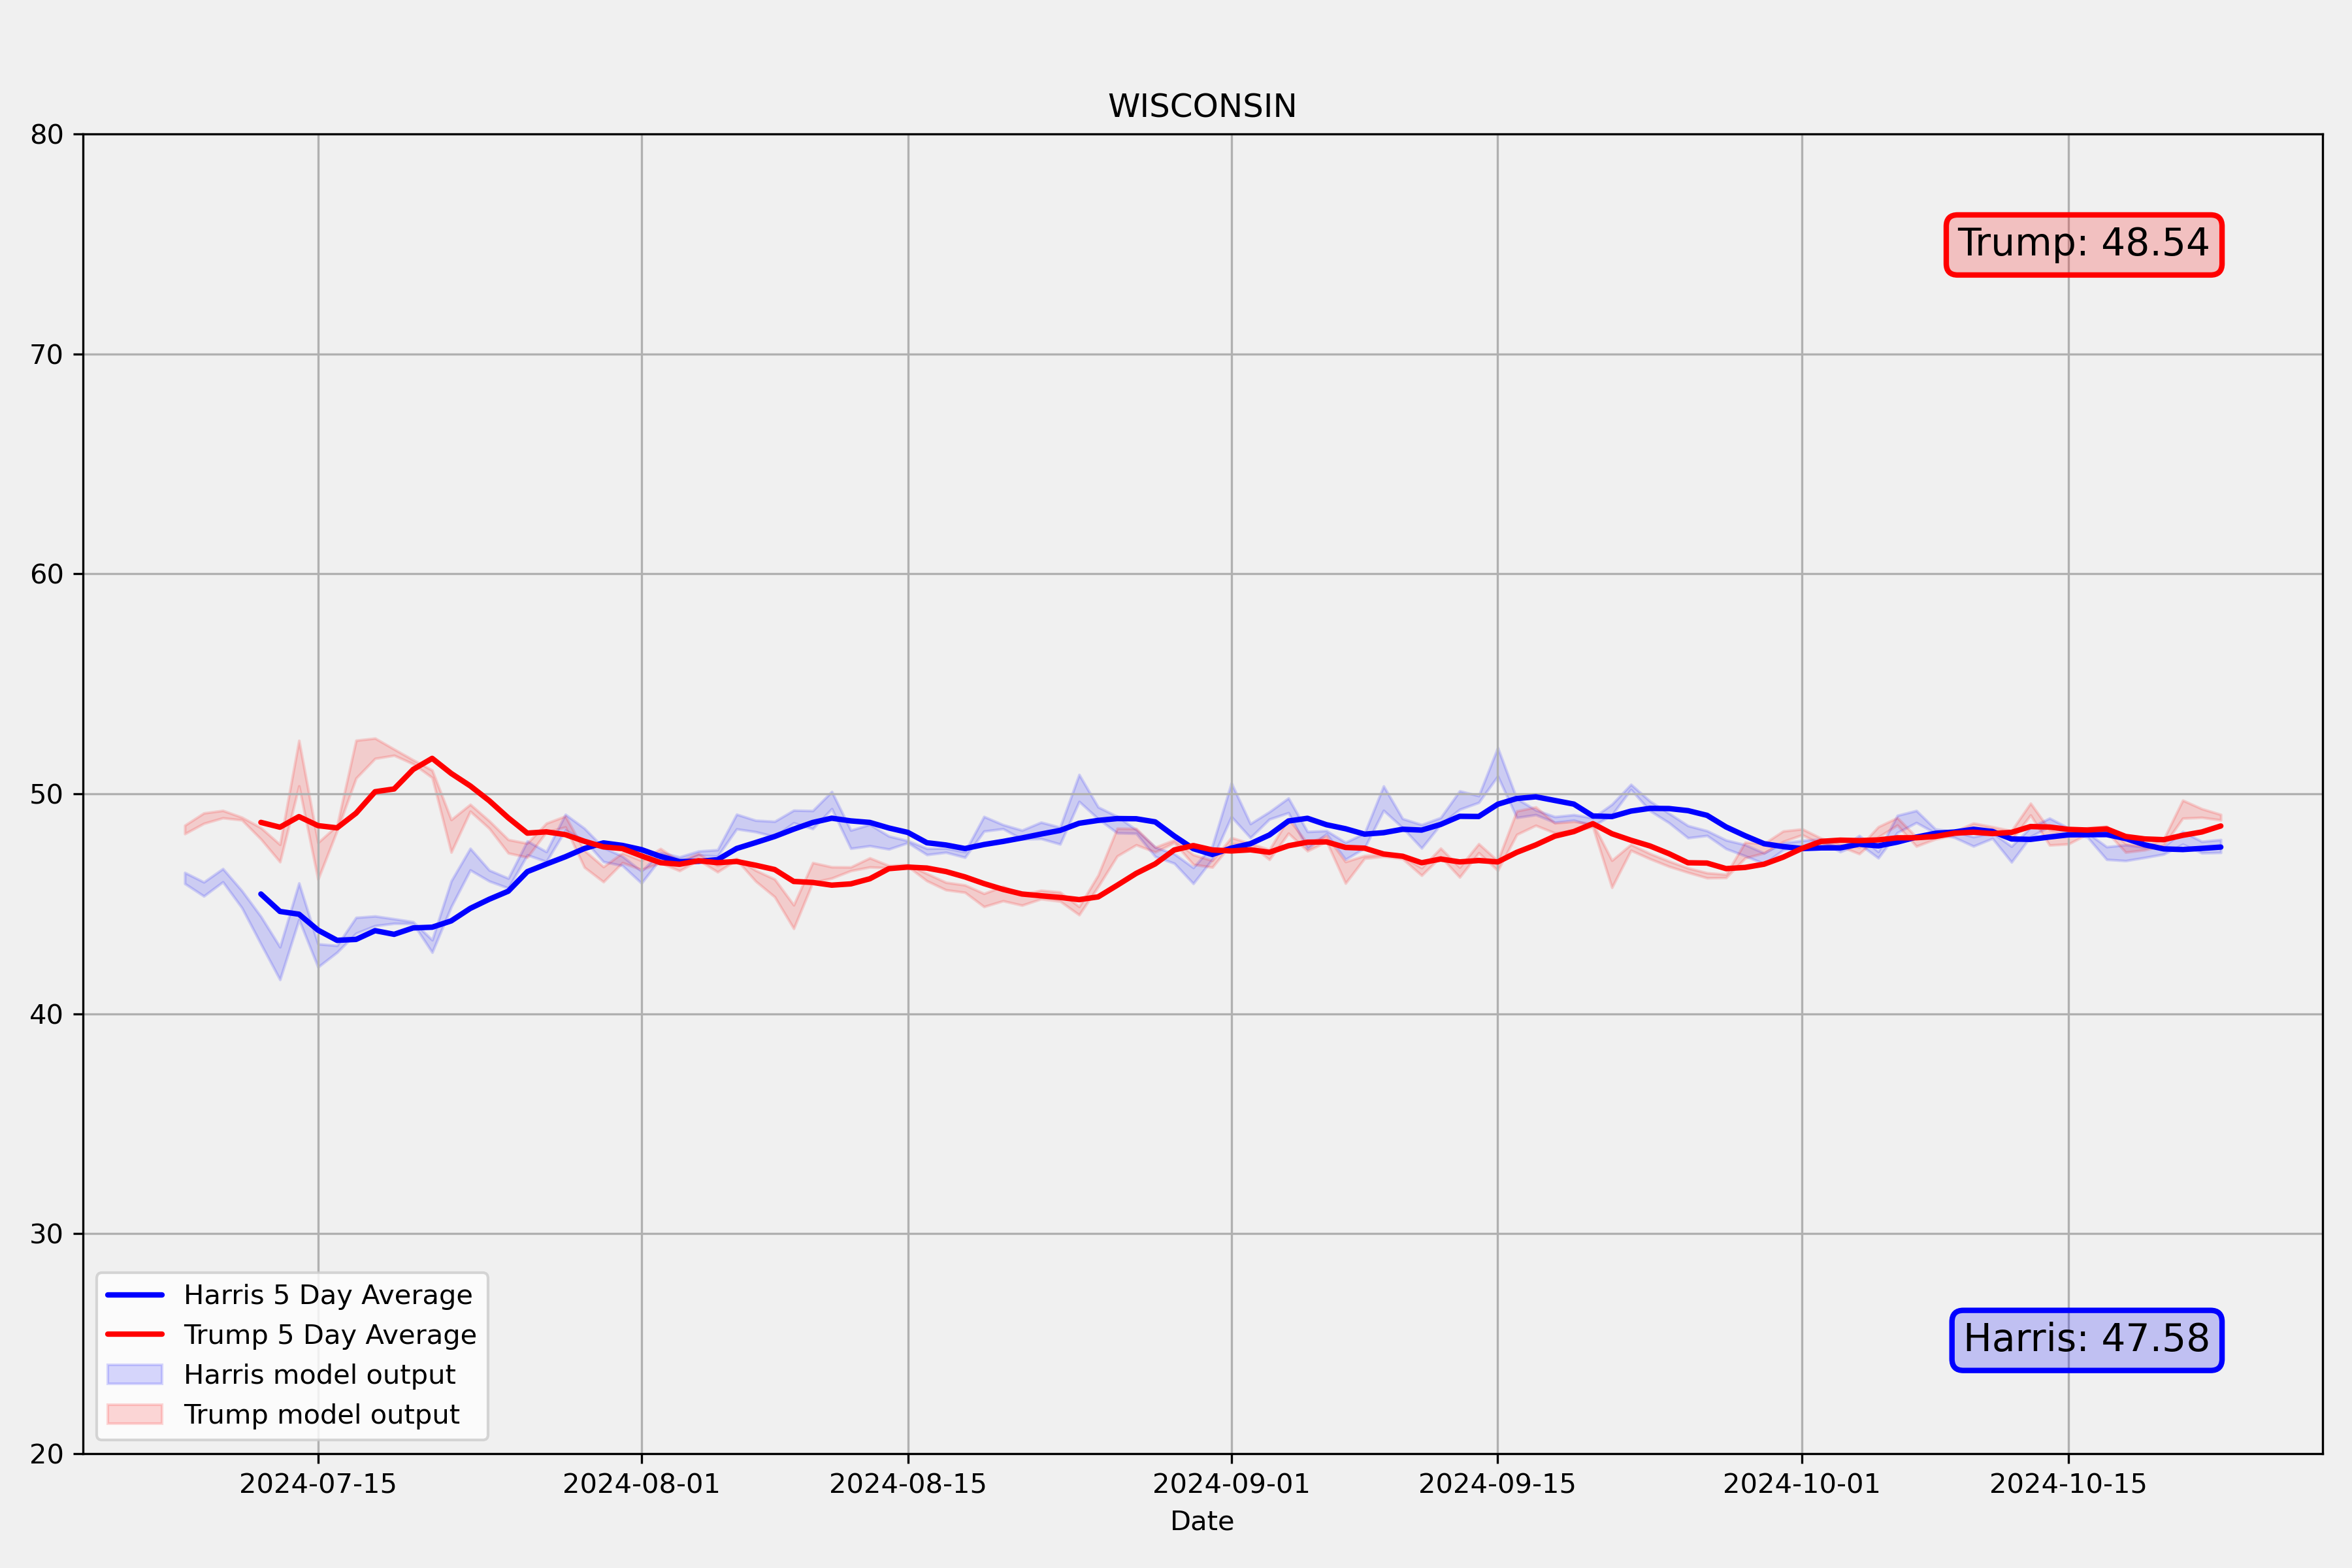 WISCONSIN
80
70
60
50
40
30
20
Trump: 48.54
Harris: 47.58
Harris 5 Day Average
Trump 5 Day Average
Harris model output
Trump model output
2024-07-15
2024-08-01
2024-08-15
2024-09-01
2024-09-15
2024-10-01
2024-10-15
Date